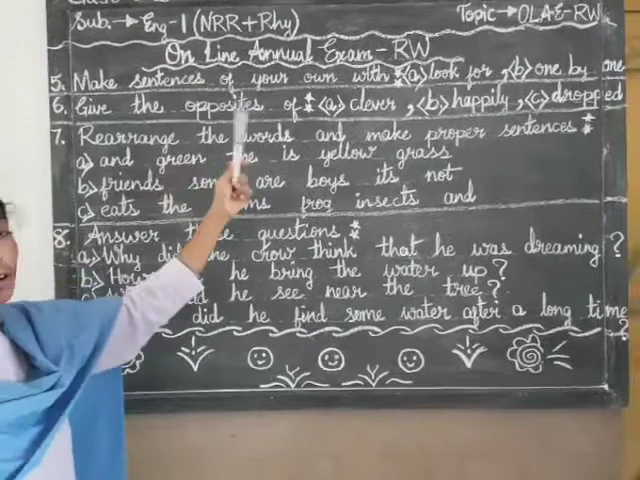 Sub. → Eng-1 (NRR+Rhy) Topic → OLAE-RW
On Line Annual Exam-RW
5. Make sentences of your own with : <a> look for , <b> one by one
6. Give the opposites of : <a> clever , <b> happily , <c> dropped
7. Rearrange the words and make proper sentences :
a> and green is yellow grass
b> friends are boys its not
c> eats the frog insects and
8. Answer questions :
a> Why the crow think that he was dreaming ?
b> he bring the water up ?
he see near the tree ?
did he find some water after a long time ?